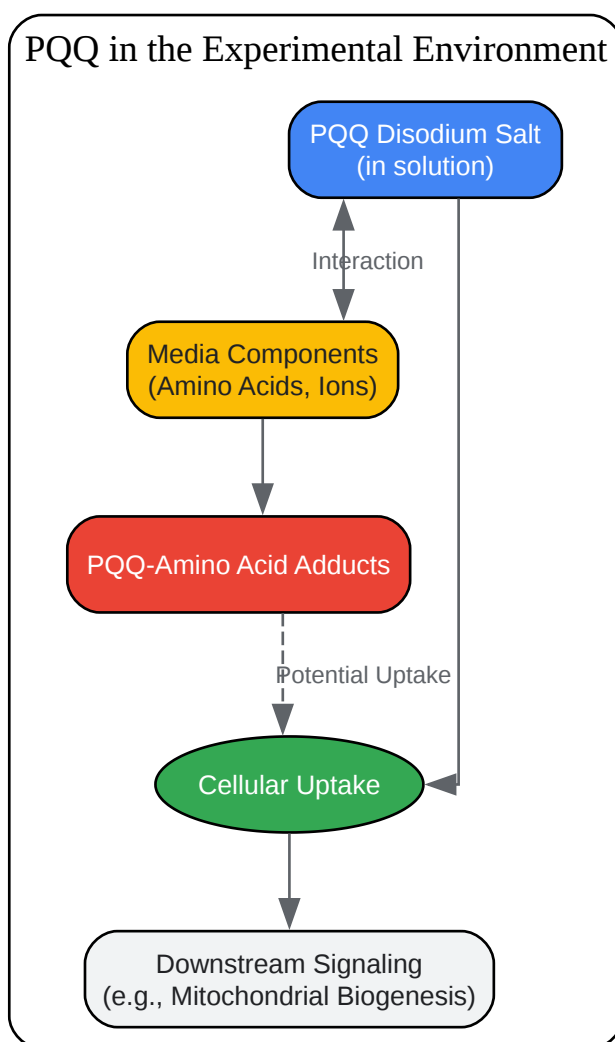 PQQ in the Experimental Environment
PQQ Disodium Salt
(in solution)
Interaction
Media Components
(Amino Acids, Ions)
PQQ-Amino Acid Adducts
Potential Uptake
Cellular Uptake
Downstream Signaling
(e.g., Mitochondrial Biogenesis)